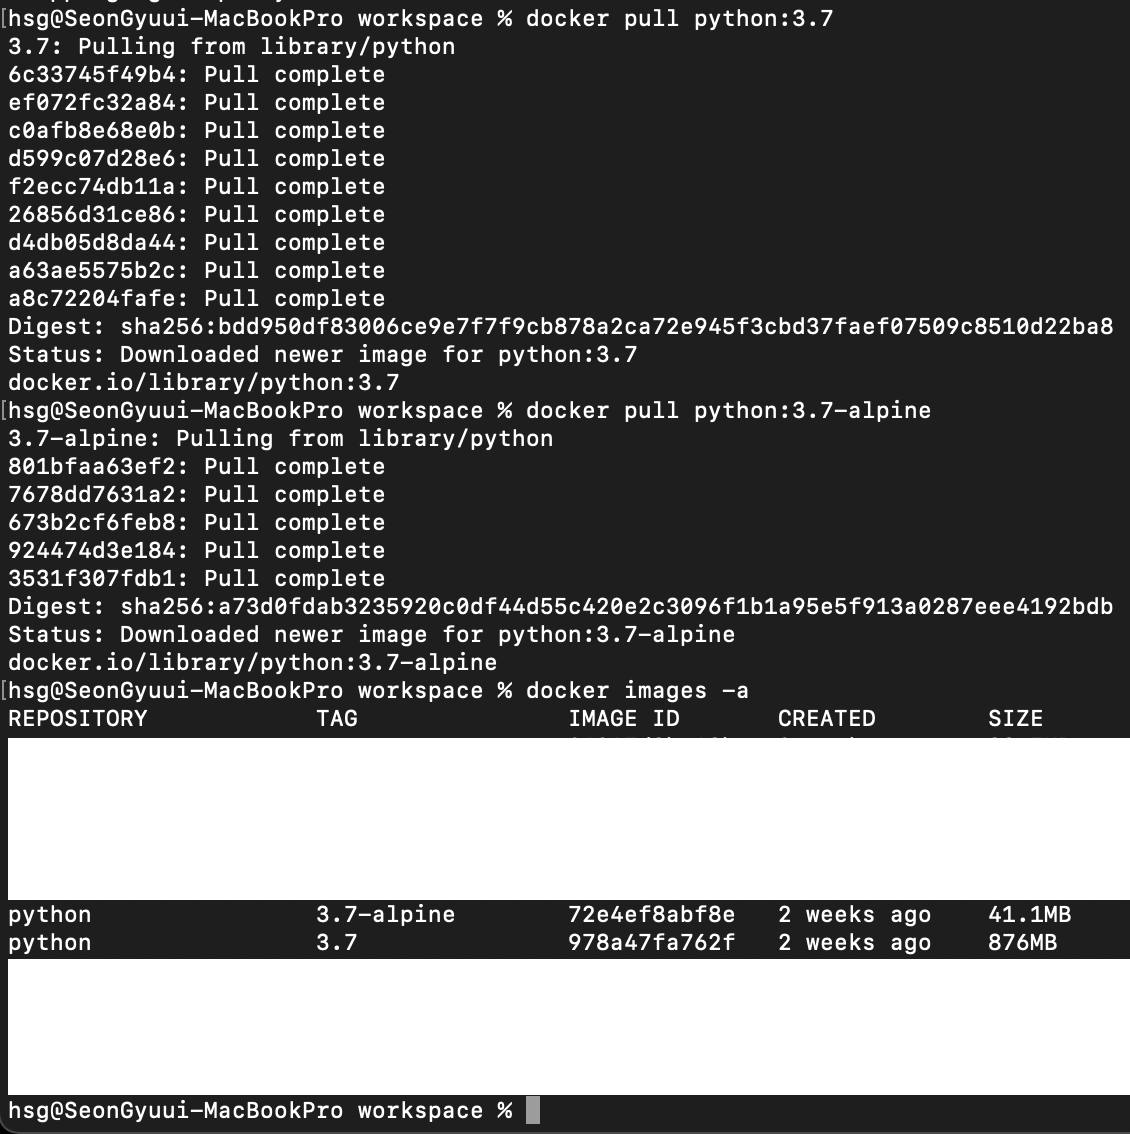 [hsg@SeonGyuui-MacBookPro workspace % docker pull python:3.7
3.7: Pulling from library/python
6c33745f49b4: Pull complete
ef072fc32a84: Pull complete
c0afb8e68e0b: Pull complete
d599c07d28e6: Pull complete
f2ecc74db11a: Pull complete
26856d31ce86: Pull complete
d4db05d8da44: Pull complete
a63ae5575b2c: Pull complete
a8c72204fafe: Pull complete
Digest: sha256:bdd950df83006ce9e7f7f9cb878a2ca72e945f3cbd37faef07509c8510d22ba8
Status: Downloaded newer image for python:3.7
docker.io/library/python:3.7
[hsg@SeonGyuui-MacBookPro workspace % docker pull python:3.7-alpine
3.7-alpine: Pulling from library/python
801bfaa63ef2: Pull complete
7678dd7631a2: Pull complete
673b2cf6feb8: Pull complete
924474d3e184: Pull complete
3531f307fdb1: Pull complete
Digest: sha256:a73d0fdab3235920c0df44d55c420e2c3096f1b1a95e5f913a0287eee4192bdb
Status: Downloaded newer image for python:3.7-alpine
docker.io/library/python:3.7-alpine
[hsg@SeonGyuui-MacBookPro workspace % docker images -a
REPOSITORY TAG IMAGE ID CREATED SIZE
python 3.7-alpine 72e4ef8abf8e 2 weeks ago 41.1MB
python 3.7 978a47fa762f 2 weeks ago 876MB
hsg@SeonGyuui-MacBookPro workspace %